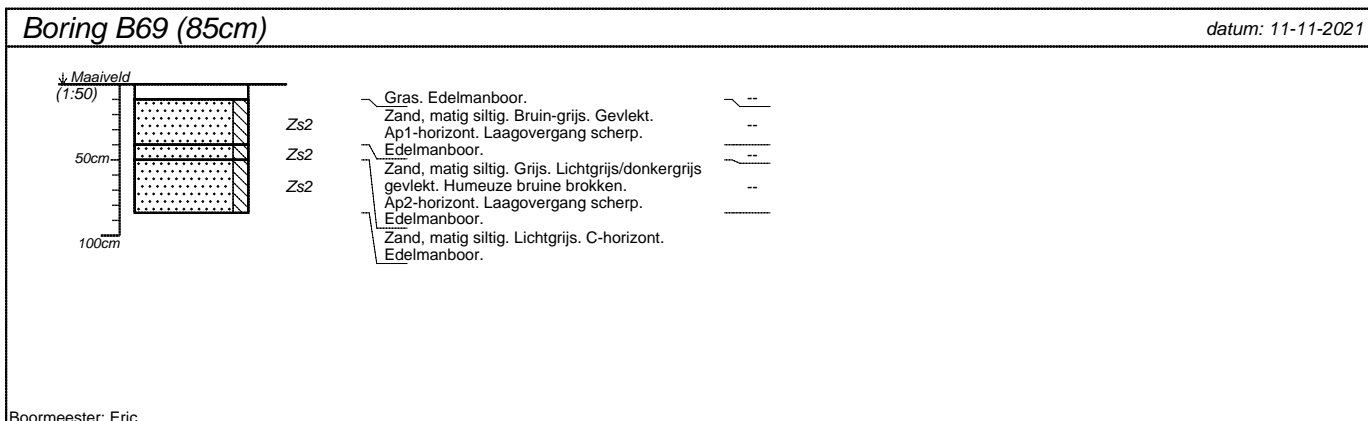 Boring B69 (85cm)
datum: 11-11-2021
Maaiveld
(1:50)
50cm
100cm
Zs2
Zs2
Zs2
Gras. Edelmanboor.
Zand, matig siltig. Bruin-grijs. Gevlekt.
Ap1-horizont. Laagovergang scherp.
Edelmanboor.
Zand, matig siltig. Grijs. Lichtgrijs/donkergrijs
gevlekt. Humeuze bruine brokken.
Ap2-horizont. Laagovergang scherp.
Edelmanboor.
Zand, matig siltig. Lichtgrijs. C-horizont.
Edelmanboor.
--
--
--
--
Boormeester: Eric